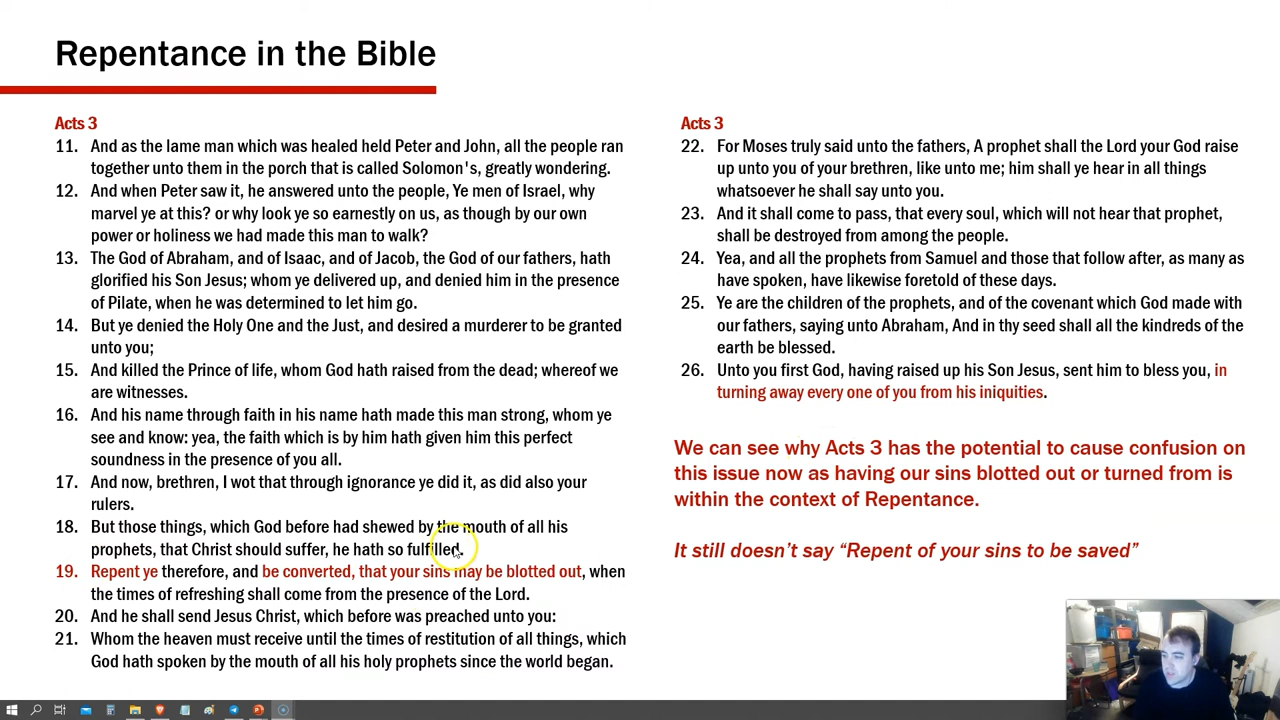 Repentance in the Bible
Acts 3
11. And as the lame man which was healed held Peter and John, all the people ran
together unto them in the porch that is called Solomon's, greatly wondering.
12. And when Peter saw it, he answered unto the people, Ye men of Israel, why
marvel ye at this? or why look ye so earnestly on us, as though by our own
power or holiness we had made this man to walk?
13. The God of Abraham, and of Isaac, and of Jacob, the God of our fathers, hath
glorified his Son Jesus; whom ye delivered up, and denied him in the presence
of Pilate, when he was determined to let him go.
14. But ye denied the Holy One and the Just, and desired a murderer to be granted
unto you;
15. And killed the Prince of life, whom God hath raised from the dead; whereof we
are witnesses.
16. And his name through faith in his name hath made this man strong, whom ye
see and know: yea, the faith which is by him hath given him this perfect
soundness in the presence of you all.
17. And now, brethren, I wot that through ignorance ye did it, as did also your
rulers.
18. But those things, which God before had shewed by the mouth of all his
prophets, that Christ should suffer, he hath so fulfilled.
19. Repent ye therefore, and be converted, that your sins may be blotted out, when
the times of refreshing shall come from the presence of the Lord.
20. And he shall send Jesus Christ, which before was preached unto you:
21. Whom the heaven must receive until the times of restitution of all things, which
God hath spoken by the mouth of all his holy prophets since the world began.
Acts 3
22. For Moses truly said unto the fathers, A prophet shall the Lord your God raise
up unto you of your brethren, like unto me; him shall ye hear in all things
whatsoever he shall say unto you.
23. And it shall come to pass, that every soul, which will not hear that prophet,
shall be destroyed from among the people.
24. Yea, and all the prophets from Samuel and those that follow after, as many as
have spoken, have likewise foretold of these days.
25. Ye are the children of the prophets, and of the covenant which God made with
our fathers, saying unto Abraham, And in thy seed shall all the kindreds of the
earth be blessed.
26. Unto you first God, having raised up his Son Jesus, sent him to bless you, in
turning away every one of you from his iniquities.
We can see why Acts 3 has the potential to cause confusion on
this issue now as having our sins blotted out or turned from is
within the context of Repentance.
It still doesn't say “Repent of your sins to be saved”